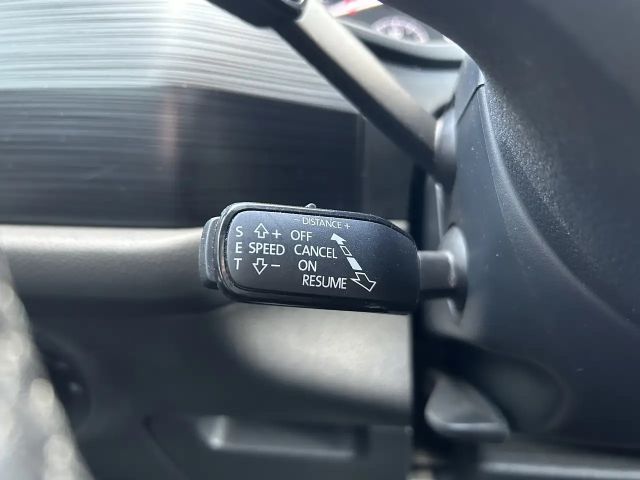 - DISTANCE +
S + OFF
E SPEED CANCEL
T - ON
RESUME